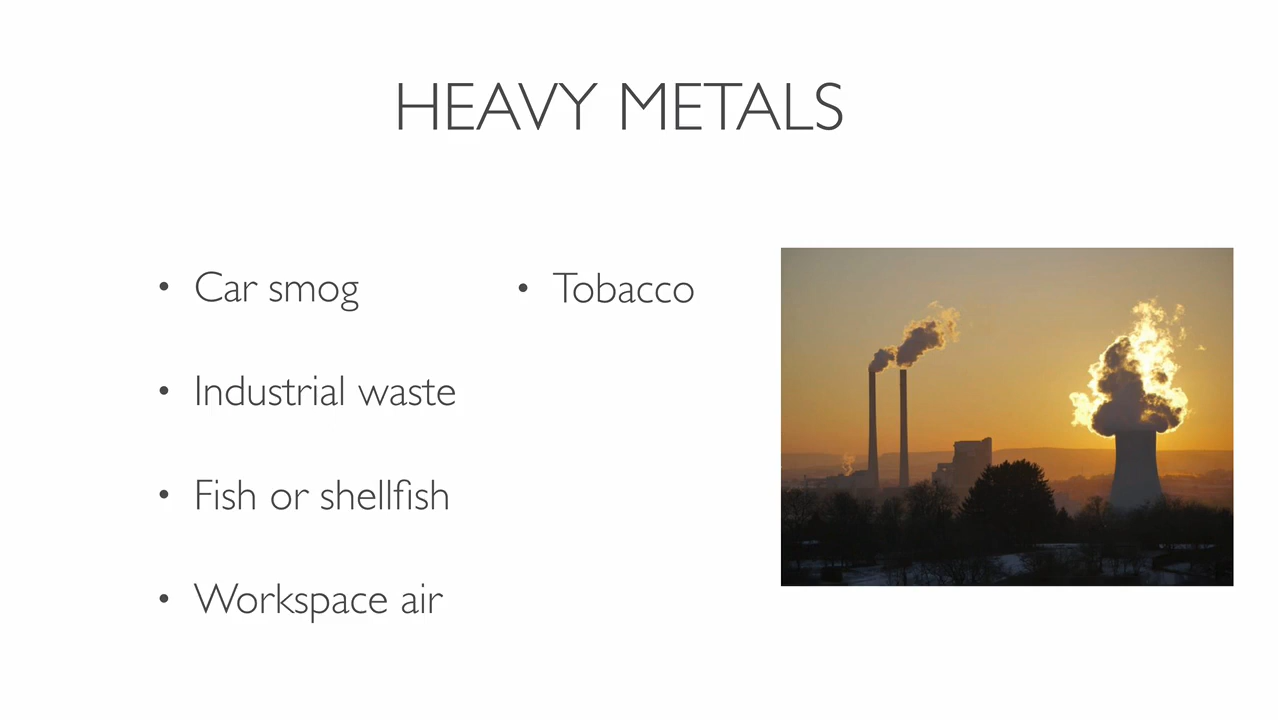 HEAVY METALS
• Car smog
• Industrial waste
• Fish or shellfish
• Workspace air
• Tobacco